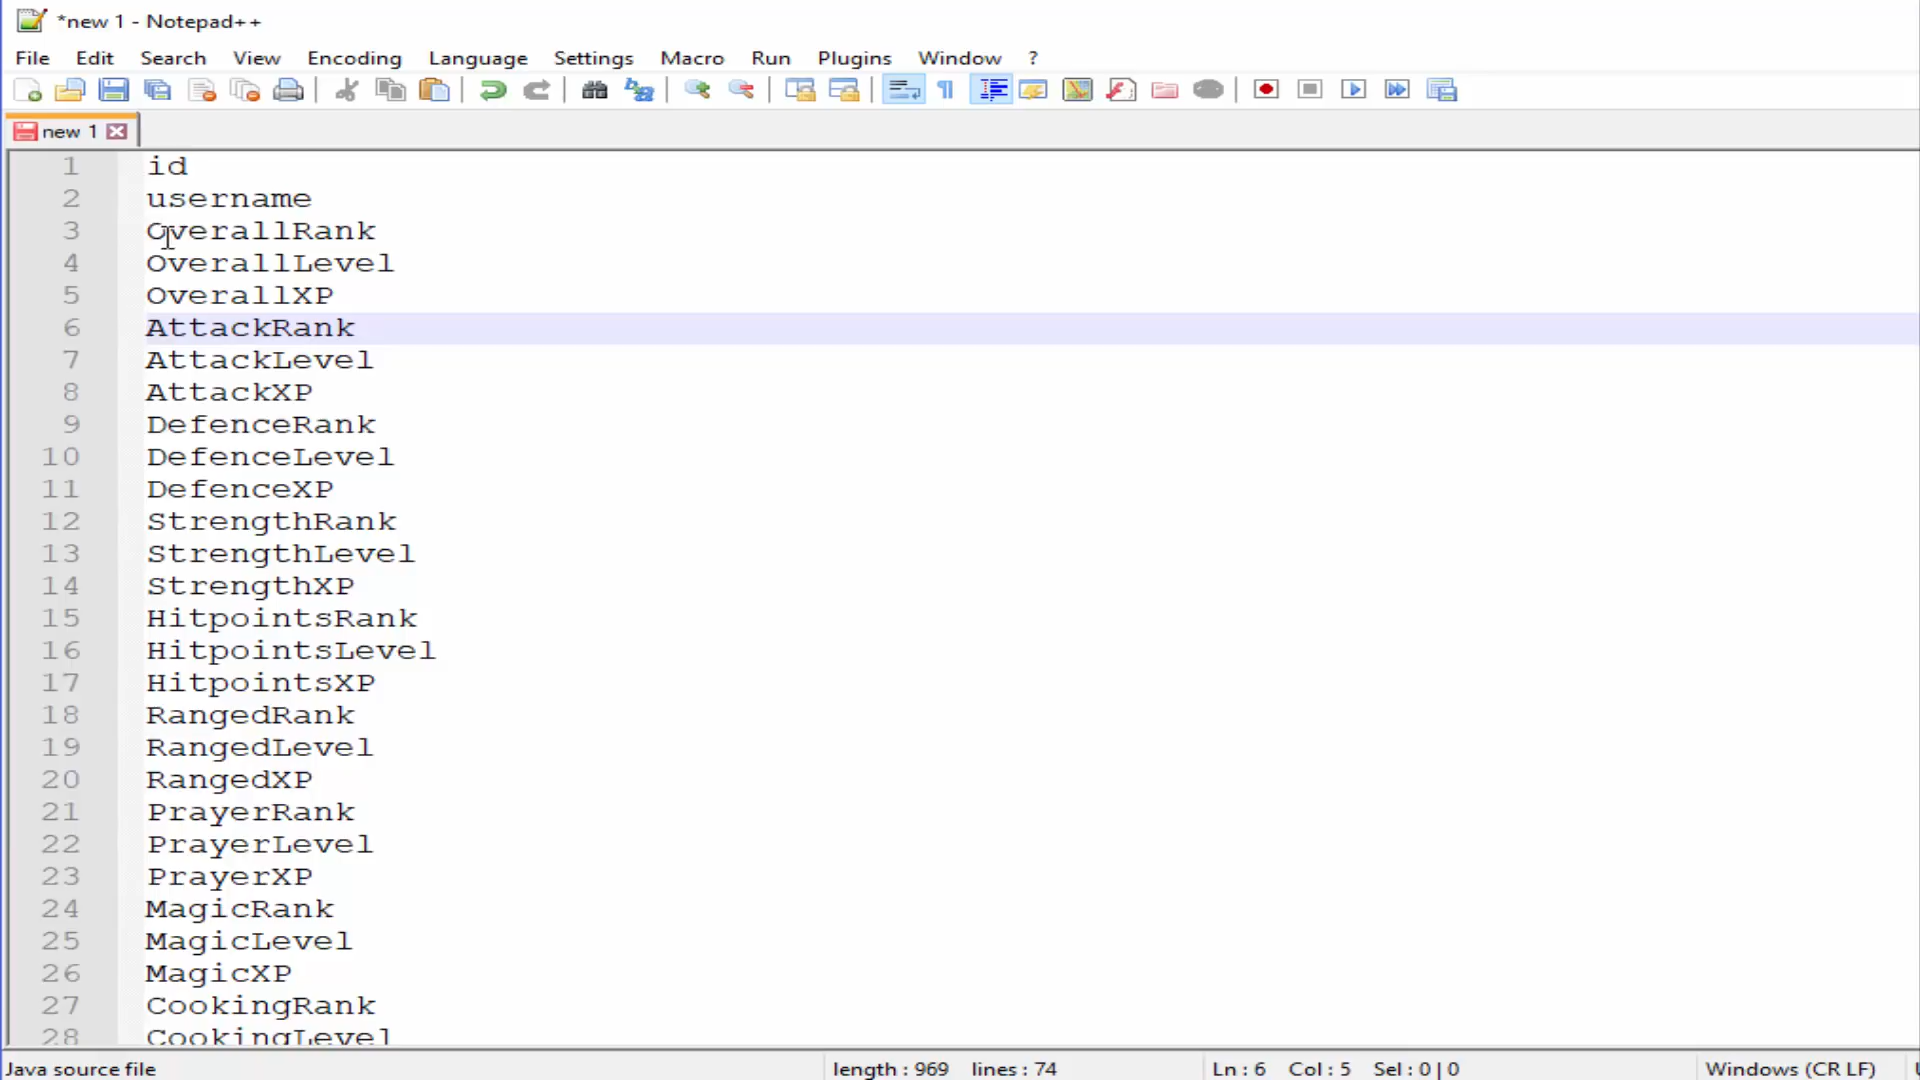 *new 1 - Notepad++
File Edit Search View Encoding Language Settings Macro Run Plugins Window ?
new 1
1 id
2 username
3 OverallRank
4 OverallLevel
5 OverallXP
6 AttackRank
7 AttackLevel
8 AttackXP
9 DefenceRank
10 DefenceLevel
11 DefenceXP
12 StrengthRank
13 StrengthLevel
14 StrengthXP
15 HitpointsRank
16 HitpointsLevel
17 HitpointsXP
18 RangedRank
19 RangedLevel
20 RangedXP
21 PrayerRank
22 PrayerLevel
23 PrayerXP
24 MagicRank
25 MagicLevel
26 MagicXP
27 CookingRank
28 CookingLevel
Java source file length : 969 lines : 74 Ln : 6 Col : 5 Sel : 0 | 0 Windows (CR LF)